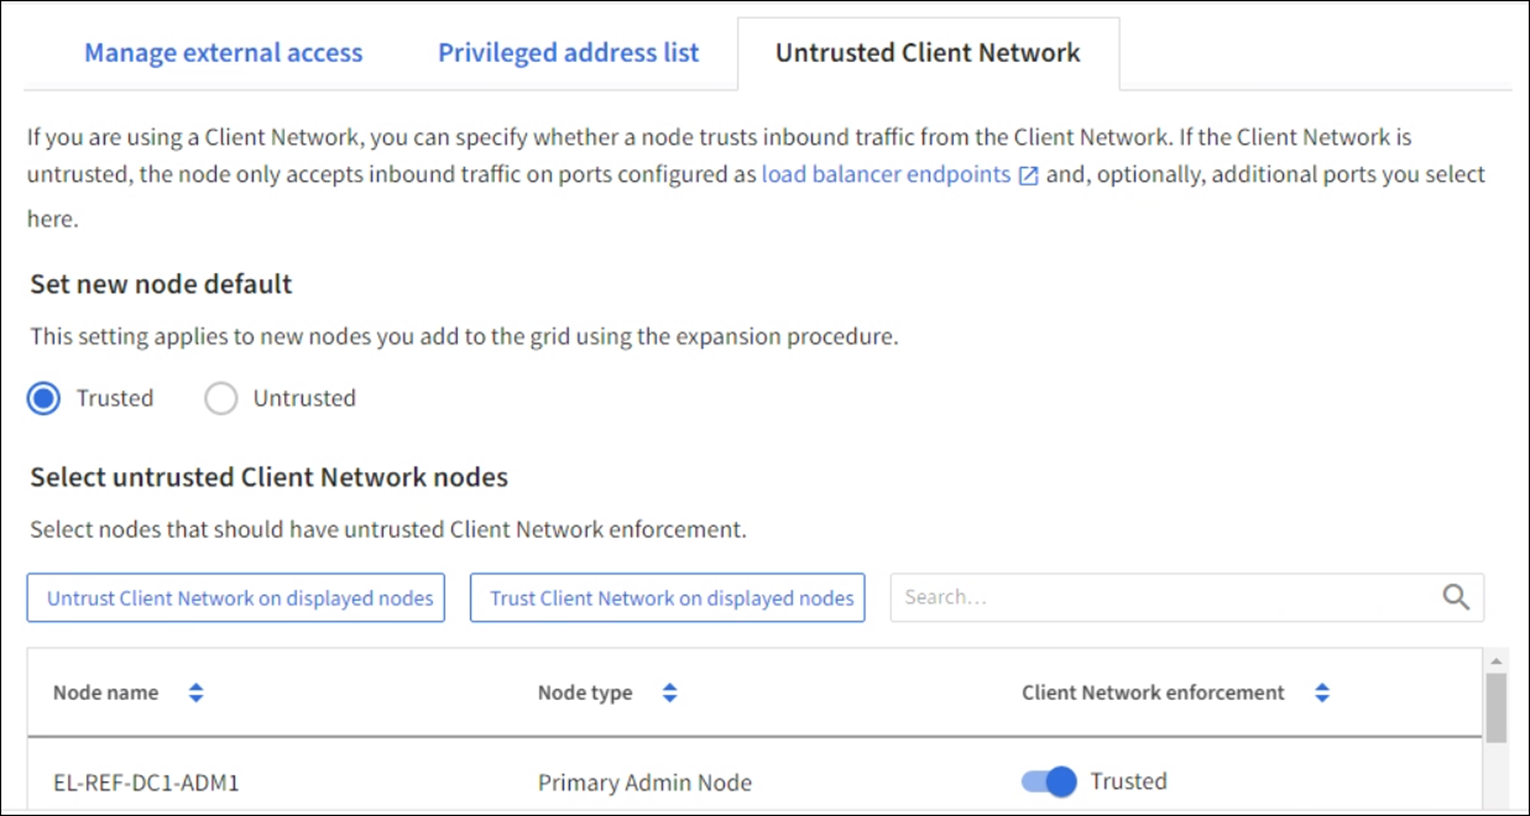 Manage external access
Privileged address list
Untrusted Client Network
If you are using a Client Network, you can specify whether a node trusts inbound traffic from the Client Network. If the Client Network is
untrusted, the node only accepts inbound traffic on ports configured as load balancer endpoints and, optionally, additional ports you select
here.
Set new node default
This setting applies to new nodes you add to the grid using the expansion procedure.
Trusted
Untrusted
Select untrusted Client Network nodes
Select nodes that should have untrusted Client Network enforcement.
Untrust Client Network on displayed nodes
Trust Client Network on displayed nodes
Search...
Node name
Node type
Client Network enforcement
EL-REF-DC1-ADM1
Primary Admin Node
Trusted